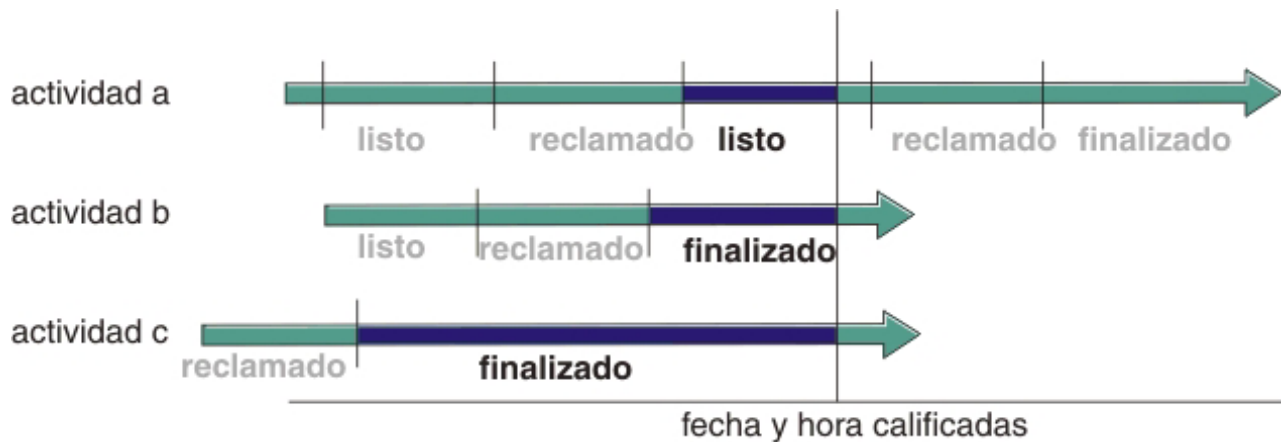 actividad a
listo reclamado listo reclamado finalizado
actividad b
listo reclamado finalizado
actividad c
reclamado finalizado
fecha y hora calificadas